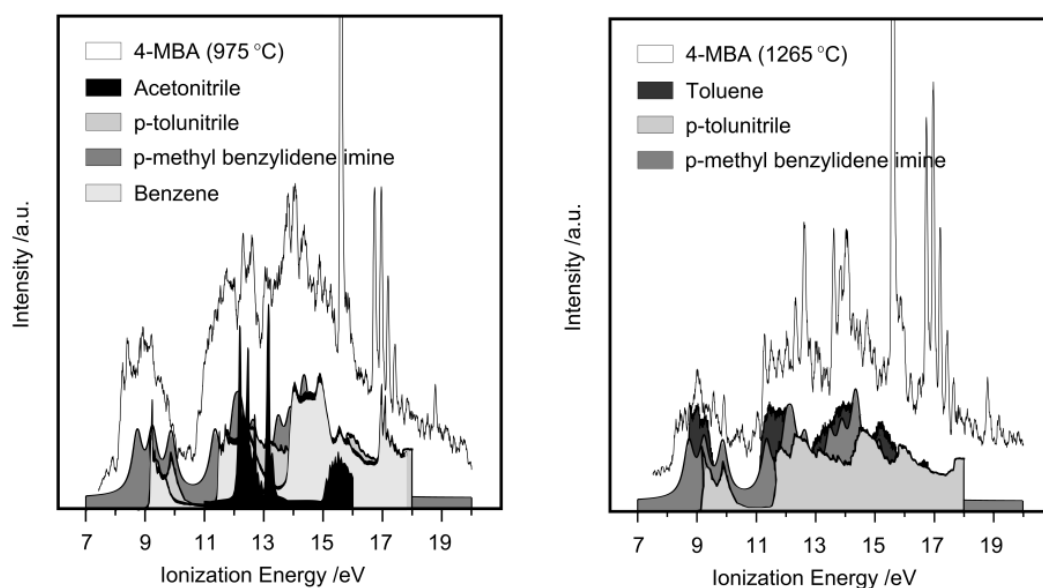 4-MBA (975 °C)
Acetonitrile
p-tolunitrile
p-methyl benzylidene imine
Benzene
Intensity /a.u.
7 9 11 13 15 17 19
Ionization Energy /eV
4-MBA (1265 °C)
Toluene
p-tolunitrile
p-methyl benzylidene imine
Intensity /a.u.
7 9 11 13 15 17 19
Ionization Energy /eV